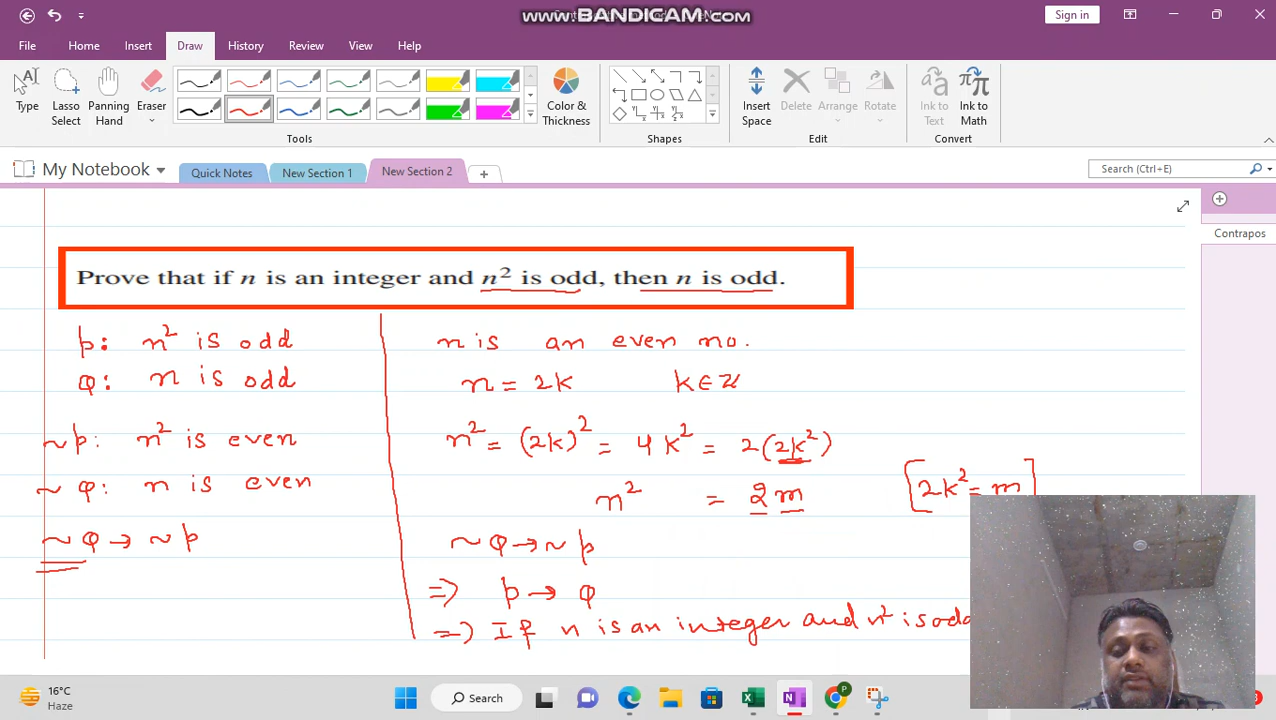 www.BANDICAM.com
Sign in
File Home Insert Draw History Review View Help
Type
Lasso Select
Panning Hand
Eraser
Color & Thickness
Insert Space
Delete
Arrange
Rotate
Ink to Text
Ink to Math
Tools
Shapes
Edit
Convert
My Notebook
Quick Notes
New Section 1
New Section 2
Search (Ctrl+E)
Contrapos
Prove that if n is an integer and n² is odd, then n is odd.
p: n² is odd
q: n is odd
~p: n² is even
~q: n is even
~q → ~p
n is an even no.
n = 2k k ∈ ℤ
n² = (2k)² = 4k² = 2(2k²)
n² = 2m [2k² = m]
~q → ~p
⇒ p → q
⇒ If n is an integer and n² is odd
16°C
Haze
Search